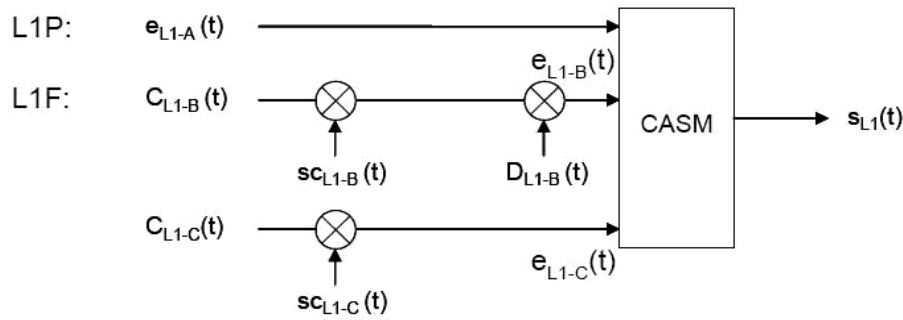 L1P: e_L1-A(t)
e_L1-B(t)
L1F: C_L1-B(t)
CASM
s_L1(t)
sc_L1-B(t)
D_L1-B(t)
C_L1-C(t)
e_L1-C(t)
sc_L1-C(t)